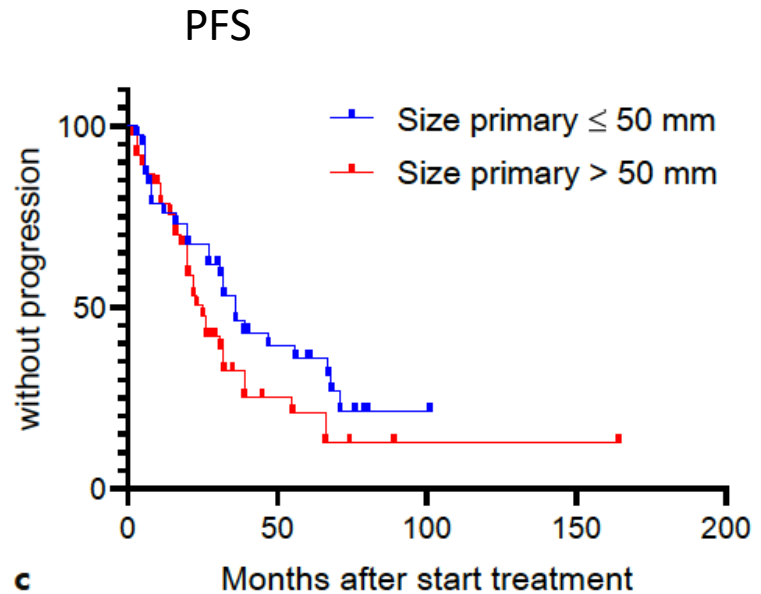 PFS
Size primary ≤ 50 mm
Size primary > 50 mm
without progression
100
50
0
0 50 100 150 200
Months after start treatment
c